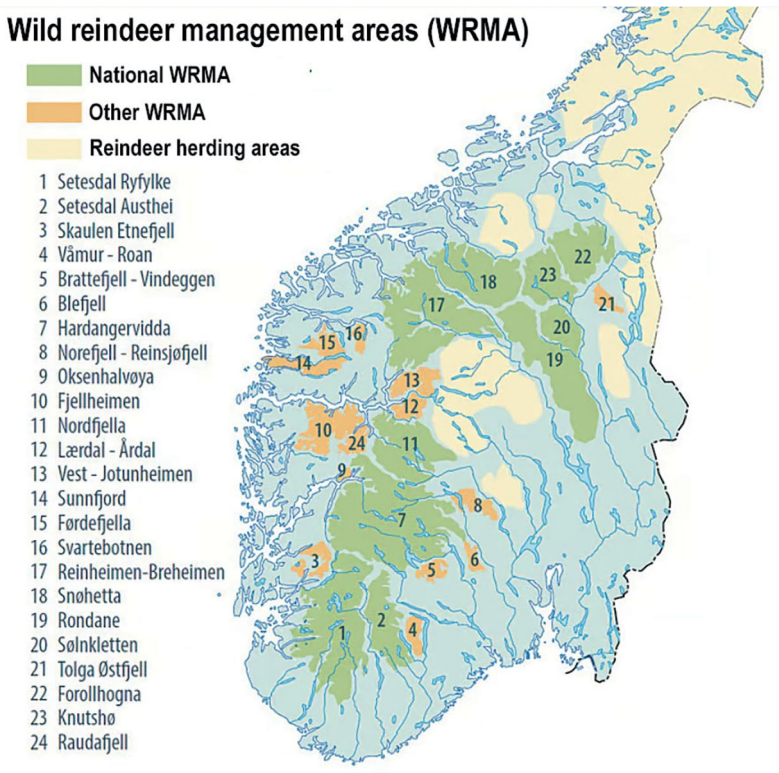 Wild reindeer management areas (WRMA)
National WRMA
Other WRMA
Reindeer herding areas
1 Setesdal Ryfylke
2 Setesdal Austhei
3 Skaulen Etnefjell
4 Våmur - Roan
5 Brattefjell - Vindeggen
6 Blefjell
7 Hardangervidda
8 Norefjell - Reinsjøfjell
9 Oksenhalvøya
10 Fjellheimen
11 Nordfjella
12 Lærdal - Årdal
13 Vest - Jotunheimen
14 Sunnfjord
15 Førdefjella
16 Svartebotnen
17 Reinheimen-Breheimen
18 Snøhetta
19 Rondane
20 Sølnkletten
21 Tolga Østfjell
22 Forollhogna
23 Knutshø
24 Raudafjell
22
23
18
17
21
20
16
15
19
14
13
12
10
24
11
9
8
7
3
5
6
2
4
1